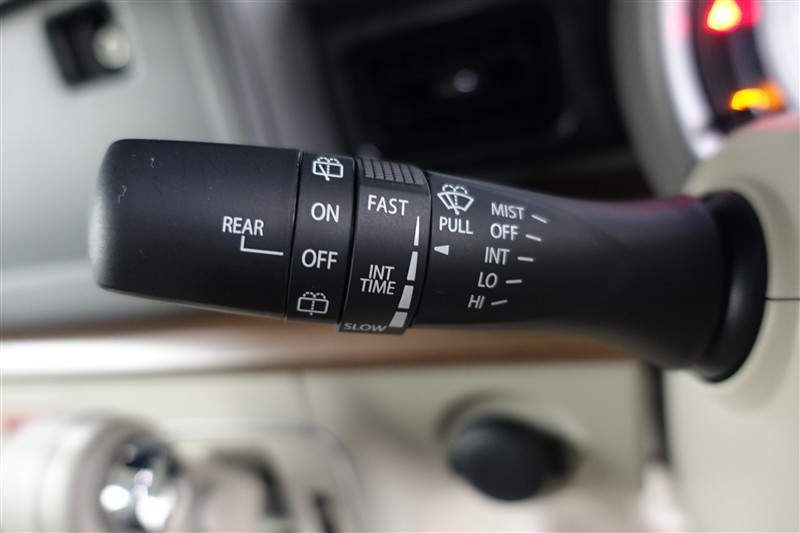 REAR
ON
OFF
FAST
INT
TIME
SLOW
PULL
MIST
OFF
INT
LO
HI